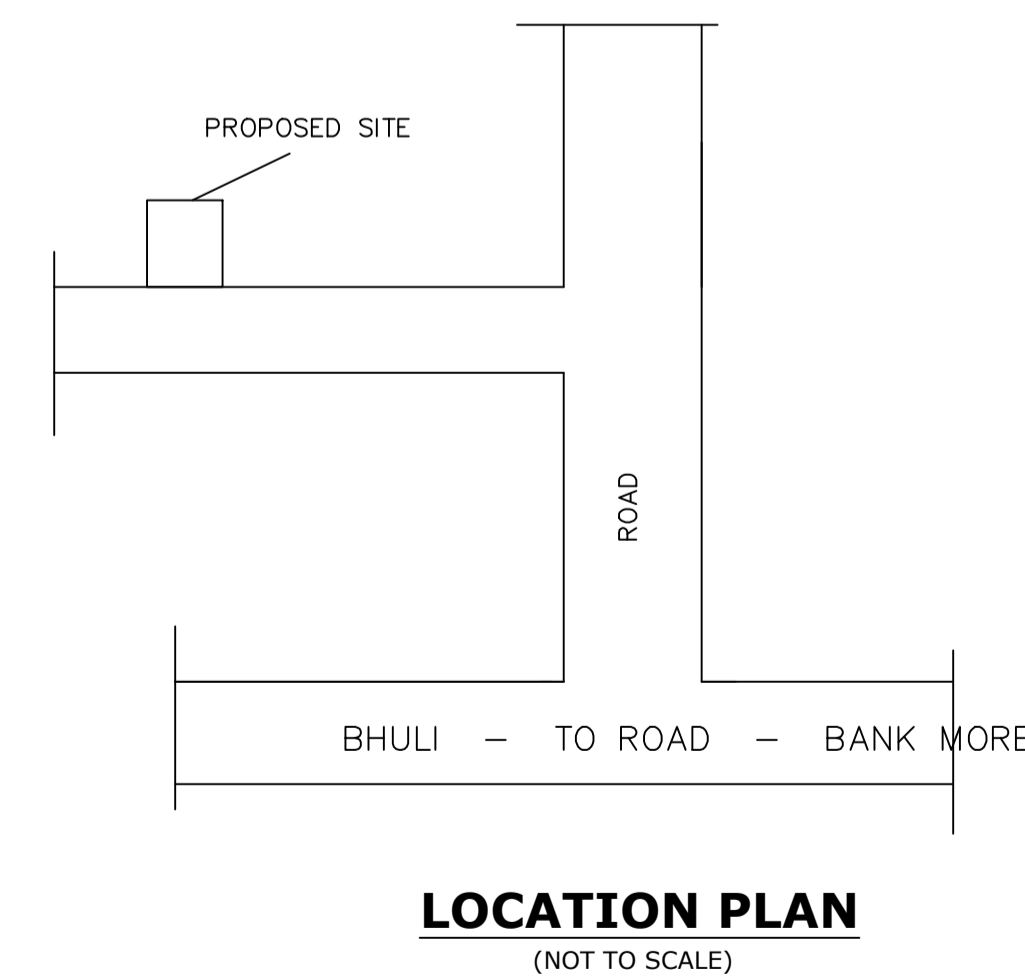 PROPOSED SITE
ROAD
BHULI - TO ROAD - BANK MORE
LOCATION PLAN
(NOT TO SCALE)